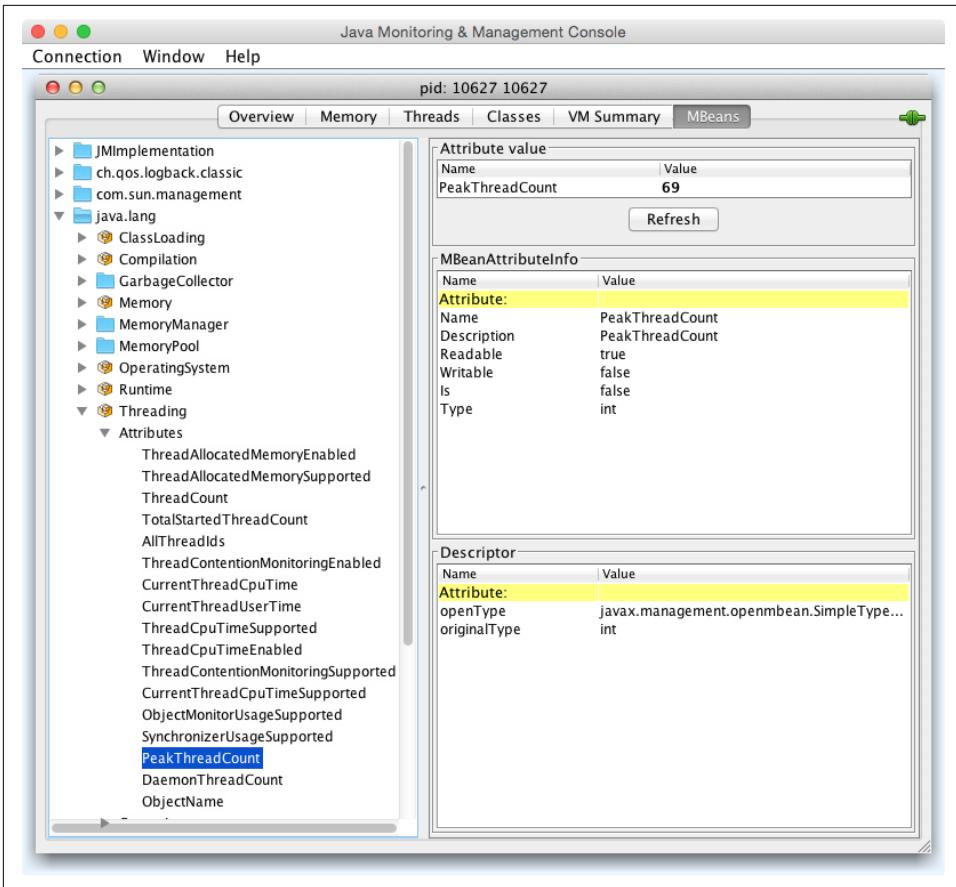 Java Monitoring & Management Console
Connection Window Help
pid: 10627 10627
Overview Memory Threads Classes VM Summary MBeans
JMImplementation
ch.qos.logback.classic
com.sun.management
java.lang
ClassLoading
Compilation
GarbageCollector
Memory
MemoryManager
MemoryPool
OperatingSystem
Runtime
Threading
Attributes
ThreadAllocatedMemoryEnabled
ThreadAllocatedMemorySupported
ThreadCount
TotalStartedThreadCount
AllThreadIds
ThreadContentionMonitoringEnabled
CurrentThreadCpuTime
CurrentThreadUserTime
ThreadCpuTimeSupported
ThreadCpuTimeEnabled
ThreadContentionMonitoringSupported
CurrentThreadCpuTimeSupported
ObjectMonitorUsageSupported
SynchronizerUsageSupported
PeakThreadCount
DaemonThreadCount
ObjectName
Attribute value
Name Value
PeakThreadCount 69
Refresh
MBeanAttributeInfo
Name Value
Attribute:
Name PeakThreadCount
Description PeakThreadCount
Readable true
Writable false
Is false
Type int
Descriptor
Name Value
Attribute:
openType javax.management.openmbean.SimpleType...
originalType int